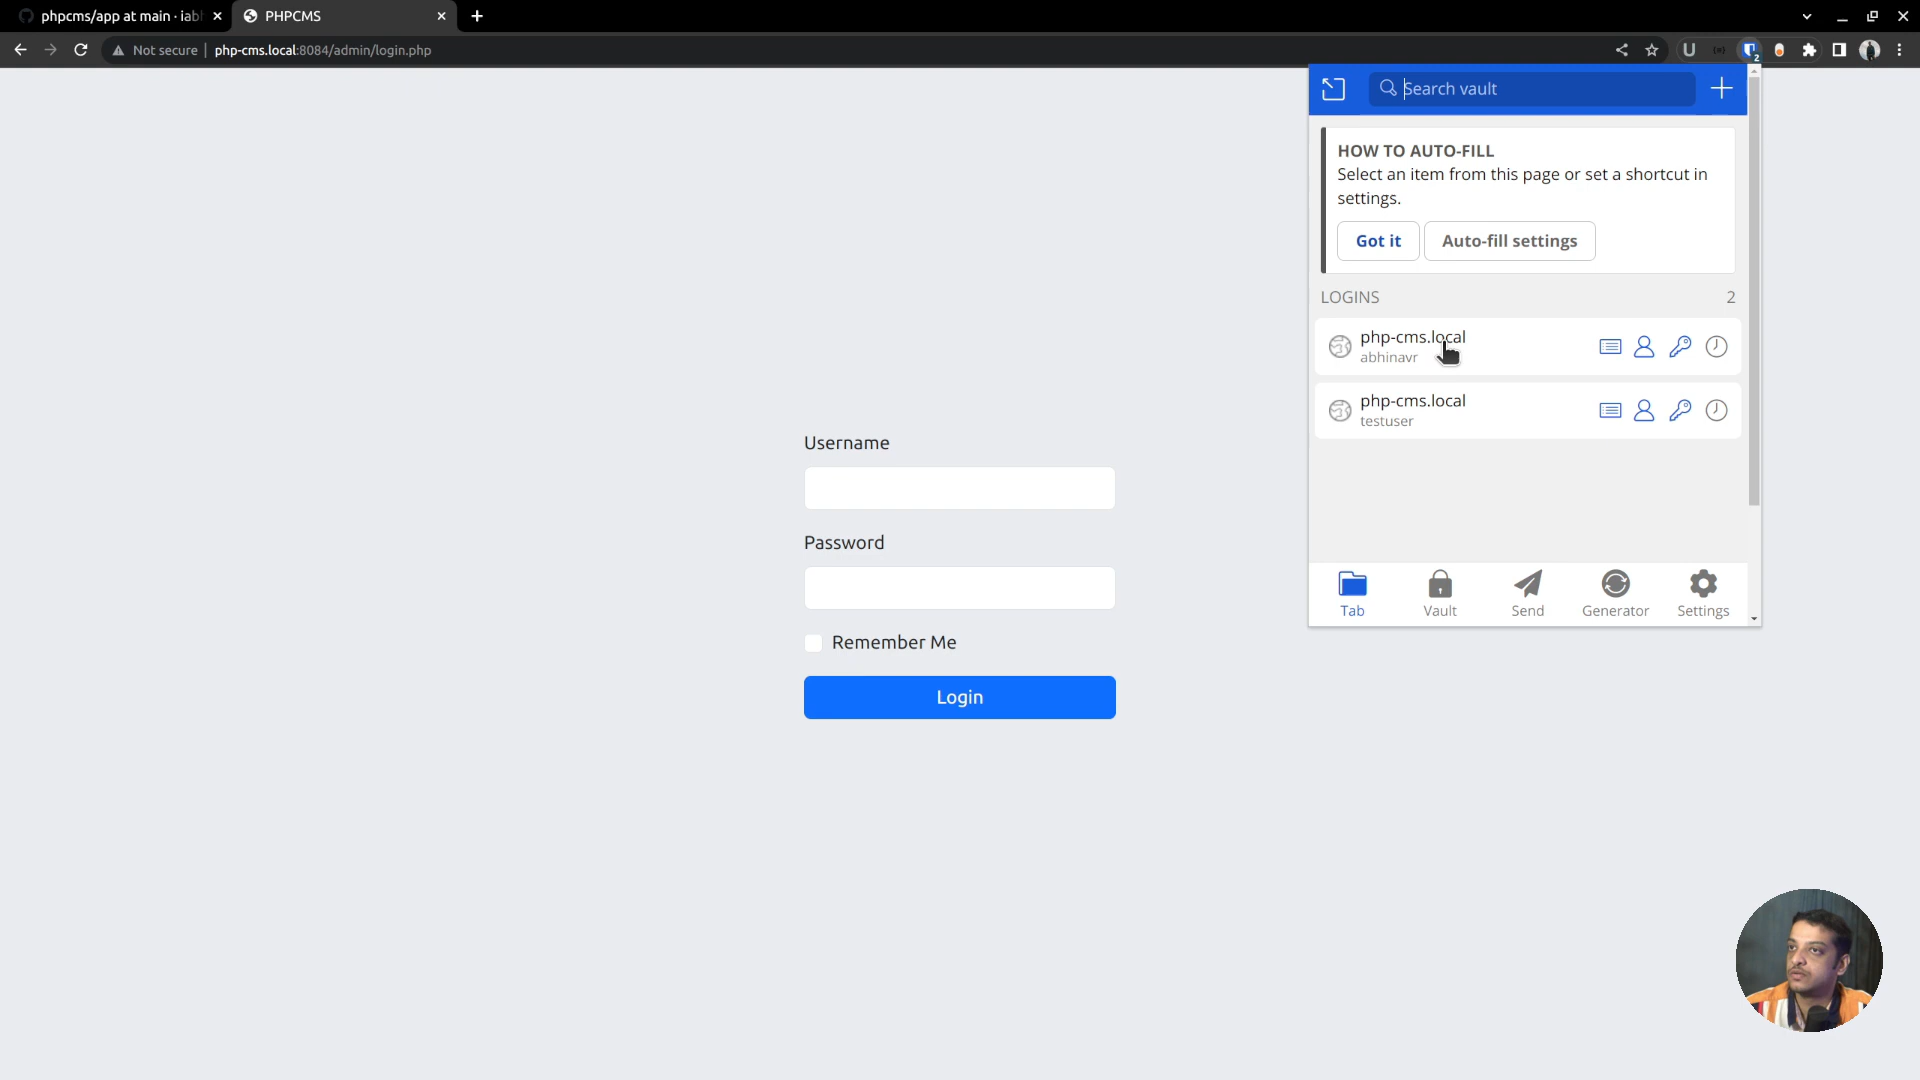 phpcms/app at main · iab
PHPCMS
Not secure
php-cms.local:8084/admin/login.php
U
2
Search vault
HOW TO AUTO-FILL
Select an item from this page or set a shortcut in
settings.
Got it
Auto-fill settings
LOGINS
2
php-cms.local
abhinavr
php-cms.local
testuser
Username
Password
Remember Me
Login
Tab
Vault
Send
Generator
Settings